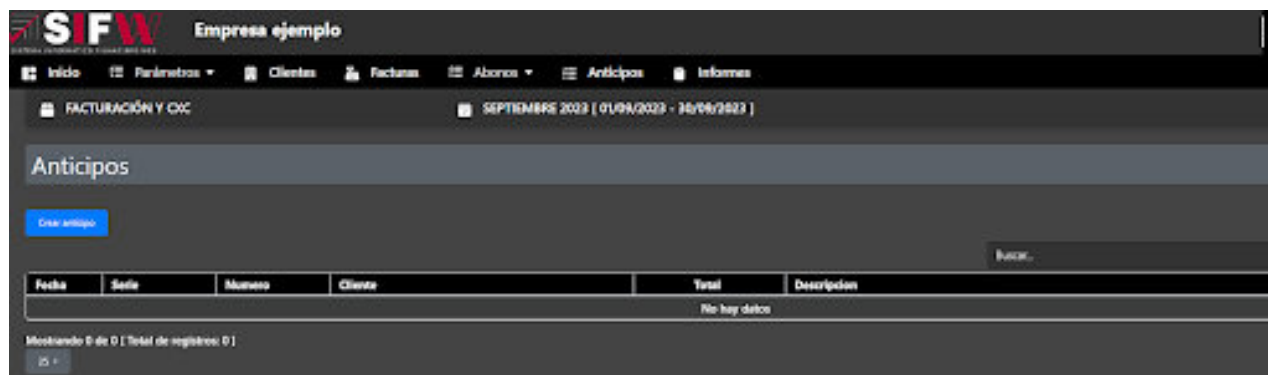 SIFW Empresa ejemplo
Inicio Parámetros Clientes Facturas Abonos Anticipos Informes
FACTURACIÓN Y CXC SEPTIEMBRE 2023 [ 01/09/2023 - 30/09/2023 ]
Anticipos
Crear anticipo
Buscar..
Fecha Serie Numero Cliente Total Descripcion
No hay datos
Mostrando 0 de 0 [ Total de registros: 0 ]